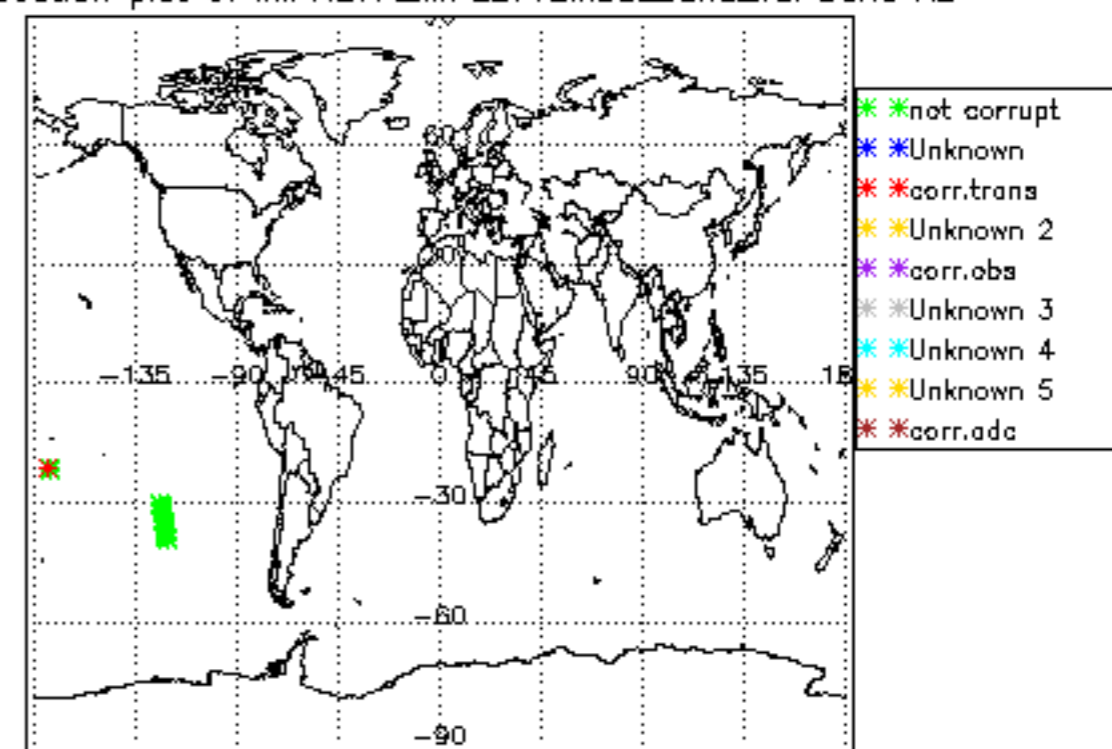 60
-135 -90 45 0 45 90 135
-30
-60
-90
not corrupt
Unknown
corr.trans
Unknown 2
corr.obs
Unknown 3
Unknown 4
Unknown 5
corr.adc